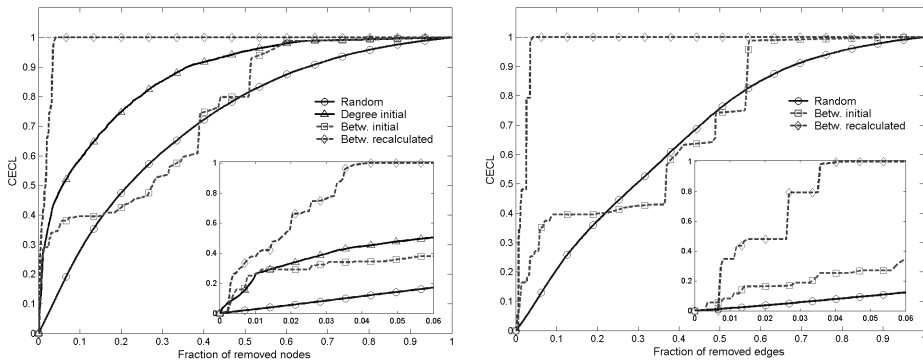 1
0.9
0.8
0.7
0.6
0.5
0.4
0.3
0.2
0.1
0
CECL
0 0.1 0.2 0.3 0.4 0.5 0.6 0.7 0.8 0.9 1
Fraction of removed nodes
Random
Degree initial
Betw. initial
Betw. recalculated
1
0.8
0.6
0.4
0.2
0
0 0.01 0.02 0.03 0.04 0.05 0.06
1
0.9
0.8
0.7
0.6
0.5
0.4
0.3
0.2
0.1
0
CECL
0 0.1 0.2 0.3 0.4 0.5 0.6 0.7 0.8 0.9
Fraction of removed edges
Random
Betw. initial
Betw. recalculated
1
0.8
0.6
0.4
0.2
0
0 0.01 0.02 0.03 0.04 0.05 0.06